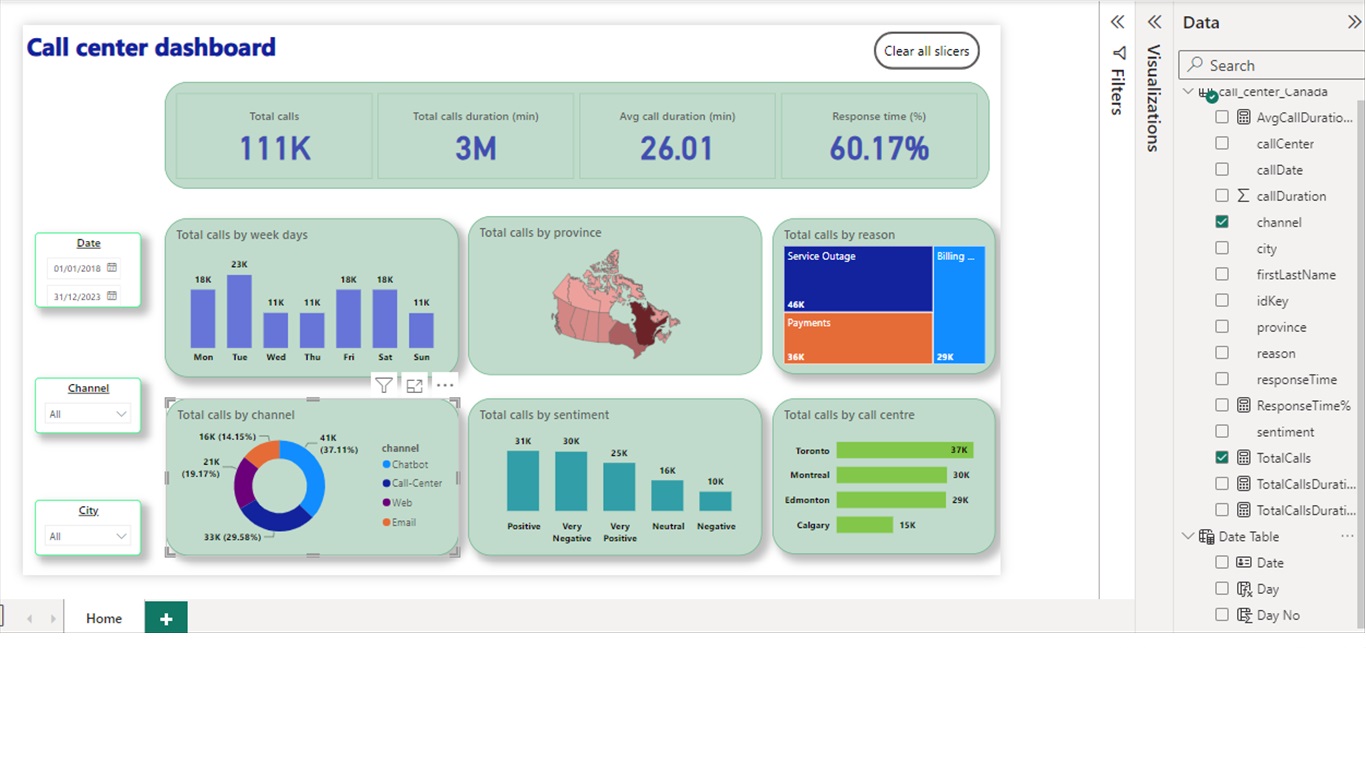 Call center dashboard
Clear all slicers
Total calls
111K
Total calls duration (min)
3M
Avg call duration (min)
26.01
Response time (%)
60.17%
Date
01/01/2018
31/12/2023
Channel
All
City
All
Total calls by week days
18K
23K
11K
11K
18K
18K
11K
Mon
Tue
Wed
Thu
Fri
Sat
Sun
Total calls by province
Total calls by reason
Service Outage
46K
Payments
36K
Billing ...
29K
Total calls by channel
16K (14.15%)
41K
(37.11%)
21K
(19.17%)
33K (29.58%)
channel
Chatbot
Call-Center
Web
Email
Total calls by sentiment
31K
30K
25K
16K
10K
Positive
Very
Negative
Very
Positive
Neutral
Negative
Total calls by call centre
Toronto
37K
Montreal
30K
Edmonton
29K
Calgary
15K
Home
Filters
Visualizations
Data
Search
call_center_Canada
AvgCallDuratio...
callCenter
callDate
callDuration
channel
city
firstLastName
idKey
province
reason
responseTime
ResponseTime%
sentiment
TotalCalls
TotalCallsDurati...
TotalCallsDurati...
Date Table
Date
Day
Day No